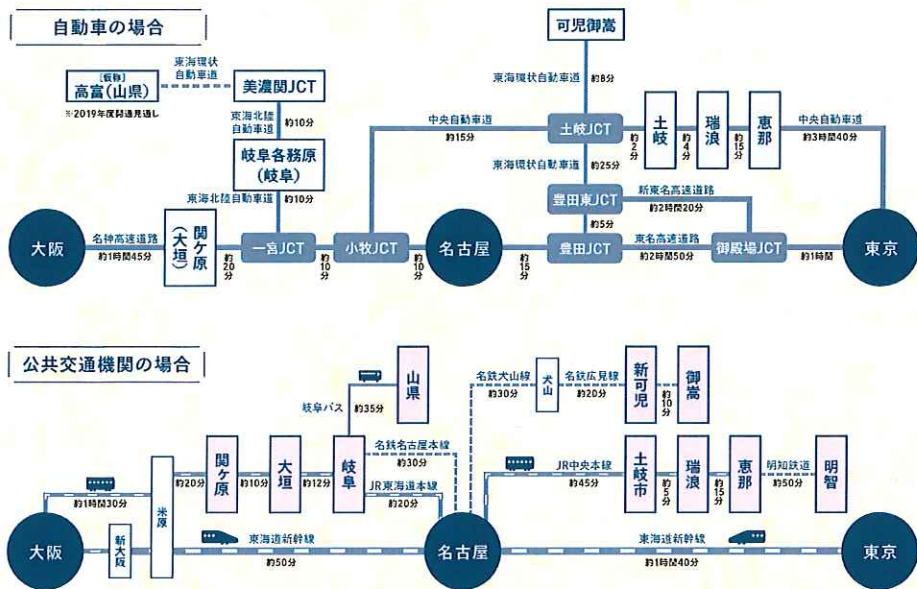 自動車の場合
可児御嵩
東海環状自動車道
約8分
[仮称]
高富(山県)
※2019年度開通見通し
東海環状
自動車道
美濃関JCT
東海北陸
自動車道
約10分
岐阜各務原
(岐阜)
東海北陸自動車道
約10分
中央自動車道
約15分
土岐JCT
約2分
土岐
約4分
瑞浪
約15分
恵那
中央自動車道
約3時間40分
東海環状自動車道
約25分
豊田東JCT
新東名高速道路
約2時間20分
約5分
大阪
名神高速道路
約1時間45分
関ヶ原
(大垣)
約20分
一宮JCT
約10分
小牧JCT
約10分
名古屋
約15分
豊田JCT
東名高速道路
約2時間50分
御殿場JCT
約1時間
東京
公共交通機関の場合
山県
岐阜バス
約35分
名鉄犬山線
約30分
犬山
名鉄広見線
約20分
新可児
約10分
御嵩
約1時間30分
米原
約20分
関ヶ原
約10分
大垣
約12分
岐阜
名鉄名古屋本線
約30分
JR東海道本線
約20分
JR中央本線
約45分
土岐市
約5分
瑞浪
約15分
恵那
明知鉄道
約50分
明智
大阪
新大阪
東海道新幹線
約50分
名古屋
東海道新幹線
約1時間40分
東京